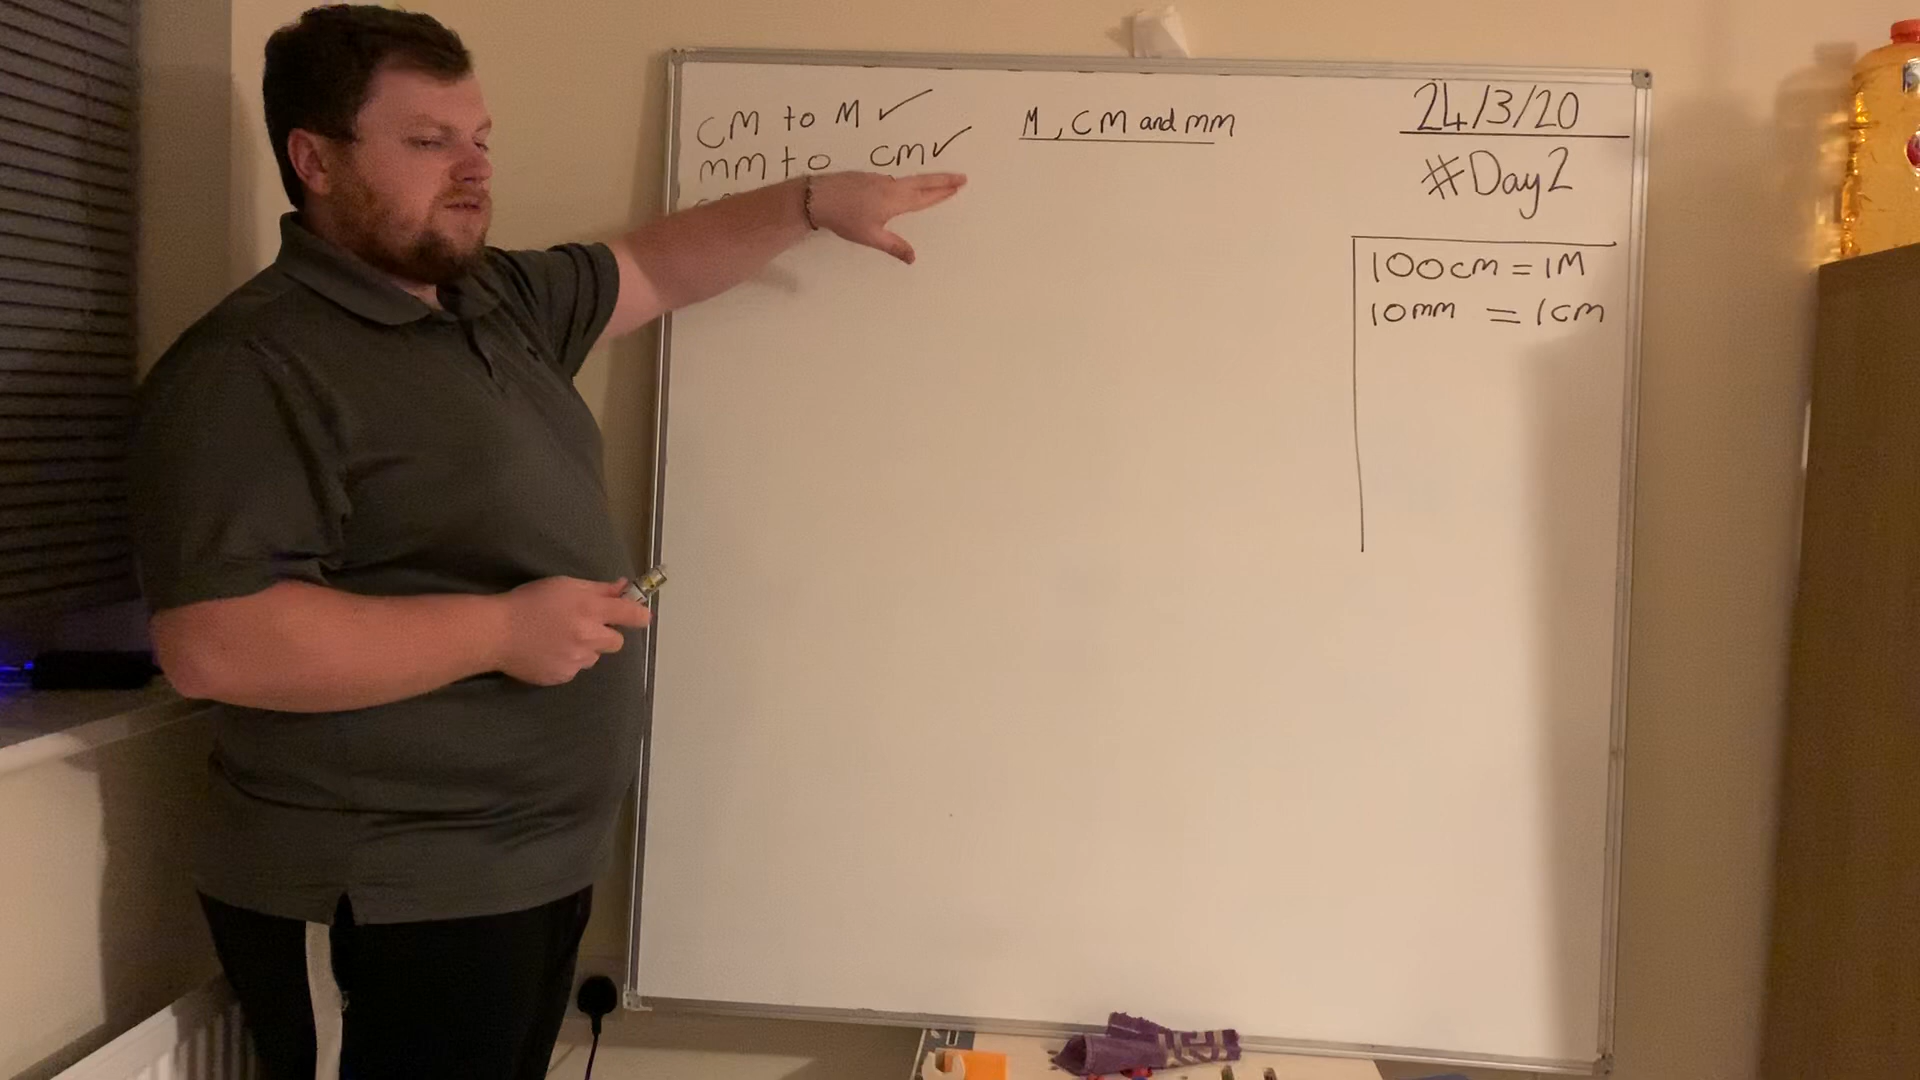 CM to M ✓
mm to cm ✓
M, CM and mm
24/3/20
#Day2
100cm = 1M
10mm = 1cm